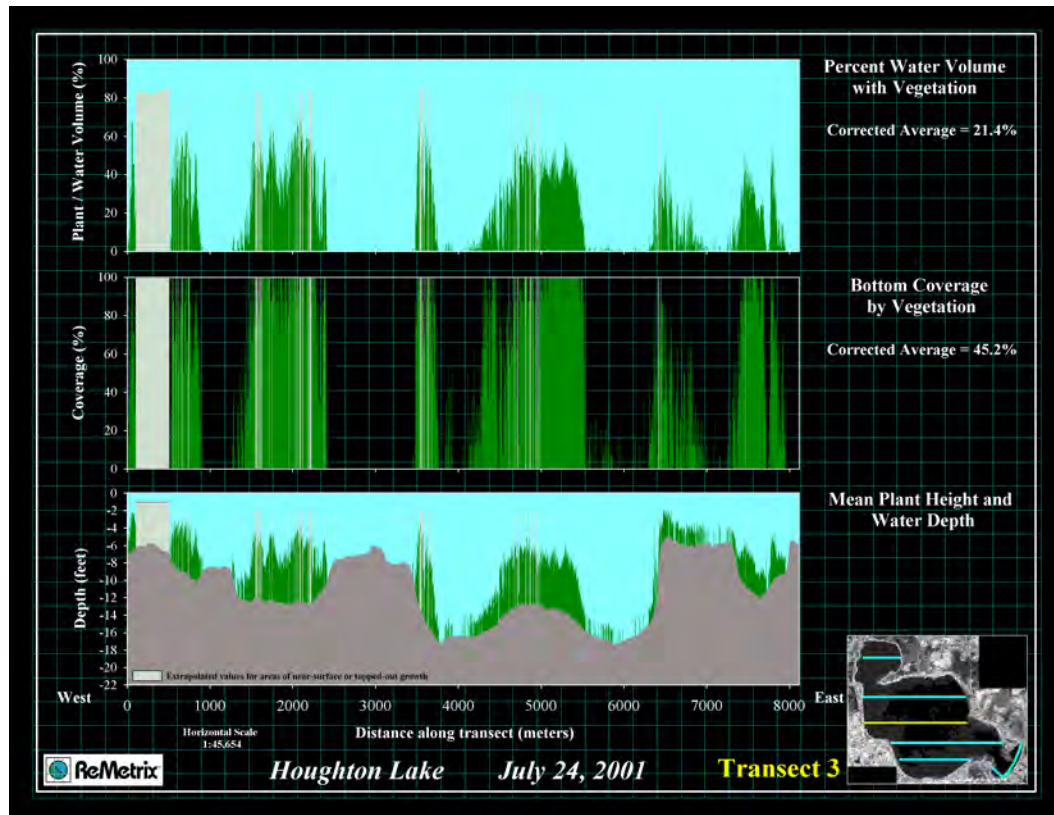 Percent Water Volume
with Vegetation
Corrected Average = 21.4%
Plant / Water Volume (%)
100
80
60
40
20
0
Bottom Coverage
by Vegetation
Corrected Average = 45.2%
Coverage (%)
100
80
60
40
20
0
Mean Plant Height and
Water Depth
Depth (feet)
0
-2
-4
-6
-8
-10
-12
-14
-16
-18
-20
-22
Extrapolated values for areas of near-surface or topped-out growth
West
0 1000 2000 3000 4000 5000 6000 7000 8000
East
Horizontal Scale
1:45,654
Distance along transect (meters)
ReMetrix
Houghton Lake July 24, 2001 Transect 3